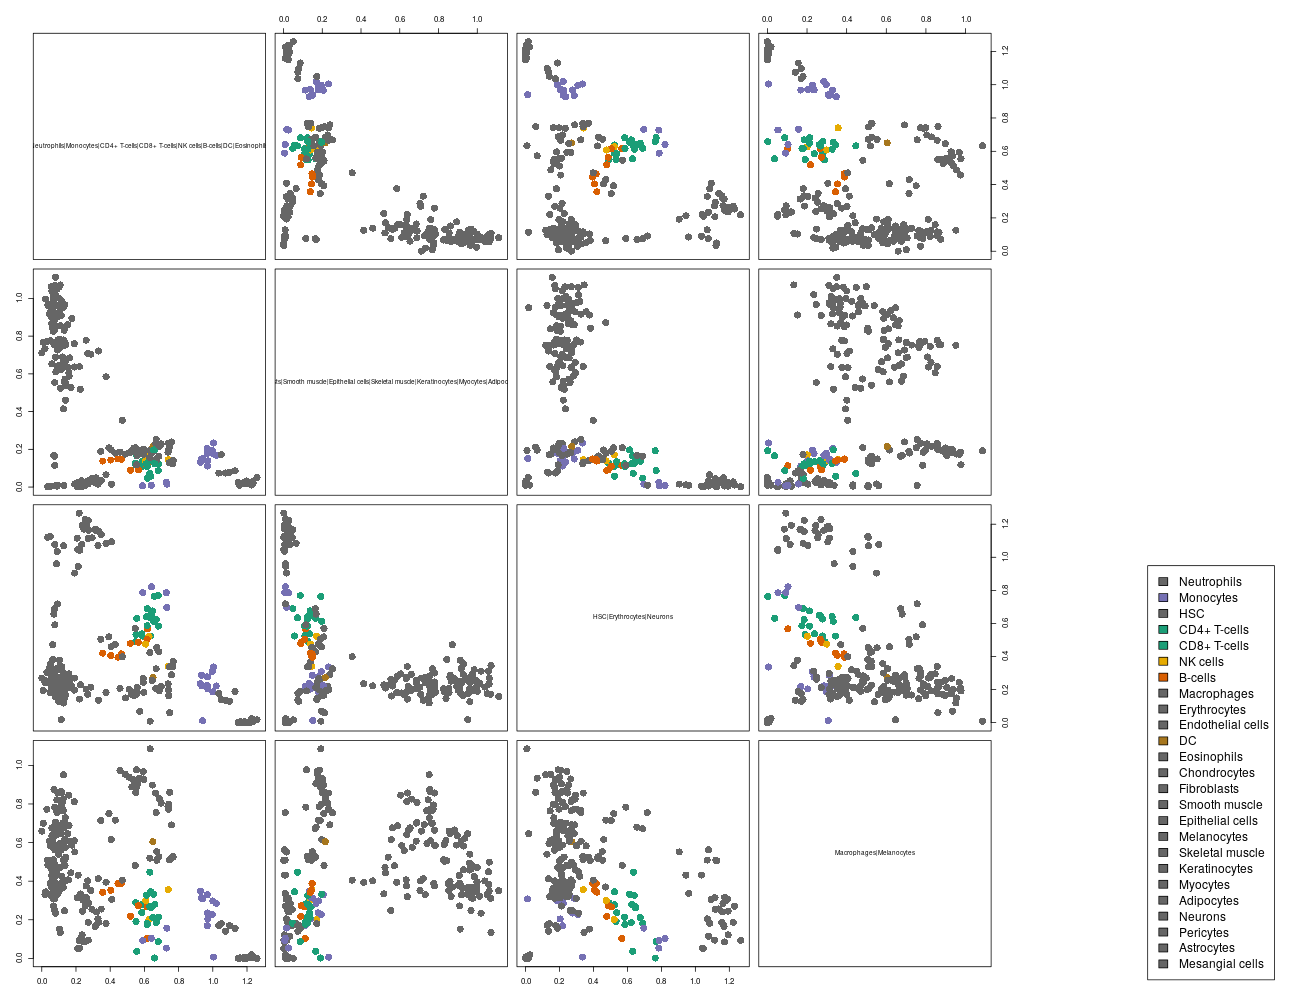 0.0 0.2 0.4 0.6 0.8 1.0
0.0 0.2 0.4 0.6 0.8 1.0
eutrophils|Monocytes|CD4+ T-cells|CD8+ T-cells|NK cells|B-cells|DC|Eosinophil
0.0 0.2 0.4 0.6 0.8 1.0 1.2
0.0 0.2 0.4 0.6 0.8 1.0
ts|Smooth muscle|Epithelial cells|Skeletal muscle|Keratinocytes|Myocytes|Adipoc
HSC|Erythrocytes|Neurons
0.0 0.2 0.4 0.6 0.8 1.0 1.2
0.0 0.2 0.4 0.6 0.8 1.0
Macrophages|Melanocytes
0.0 0.2 0.4 0.6 0.8 1.0 1.2
0.0 0.2 0.4 0.6 0.8 1.0 1.2
Neutrophils
Monocytes
HSC
CD4+ T-cells
CD8+ T-cells
NK cells
B-cells
Macrophages
Erythrocytes
Endothelial cells
DC
Eosinophils
Chondrocytes
Fibroblasts
Smooth muscle
Epithelial cells
Melanocytes
Skeletal muscle
Keratinocytes
Myocytes
Adipocytes
Neurons
Pericytes
Astrocytes
Mesangial cells